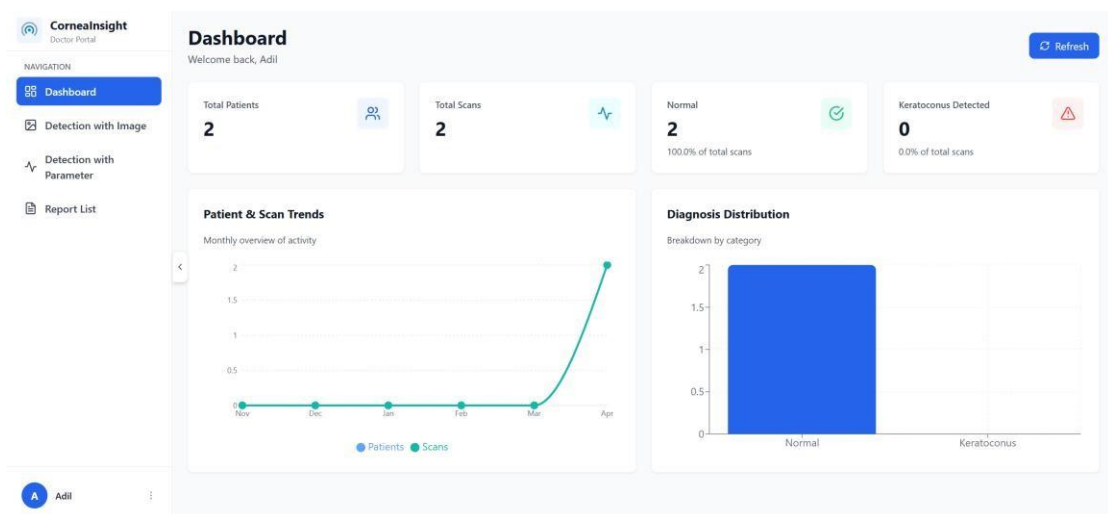 CorneaInsight
Doctor Portal
NAVIGATION
Dashboard
Detection with Image
Detection with
Parameter
Report List
A
Adil
Dashboard
Welcome back, Adil
Refresh
Total Patients
2
Total Scans
2
Normal
2
100.0% of total scans
Keratoconus Detected
0
0.0% of total scans
Patient & Scan Trends
Monthly overview of activity
2
1.5
1
0.5
0
Nov Dec Jan Feb Mar Apr
Patients Scans
Diagnosis Distribution
Breakdown by category
2
1.5
1
0.5
0
Normal Keratoconus